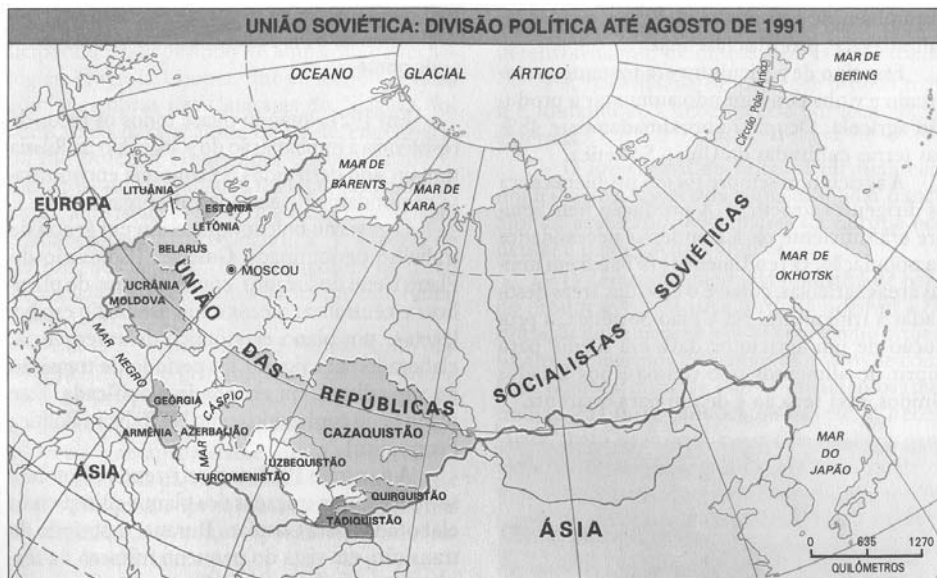 UNIÃO SOVIÉTICA: DIVISÃO POLÍTICA ATÉ AGOSTO DE 1991
OCEANO GLACIAL ÁRTICO
MAR DE
BERING
Círculo Polar Ártico
MAR DE
BARENTS
MAR DE
KARA
EUROPA
LITUÂNIA
ESTÔNIA
LETÔNIA
BELARUS
MOSCOU
UCRÂNIA
MOLDOVA
UNIÃO DAS REPÚBLICAS SOCIALISTAS SOVIÉTICAS
MAR DE
OKHOTSK
MAR NEGRO
GEÓRGIA
ARMÊNIA
AZERBAIJÃO
MAR CÁSPIO
CAZAQUISTÃO
UZBEQUISTÃO
TURCOMENISTÃO
QUIRGUISTÃO
TADIQUISTÃO
ÁSIA
ÁSIA
MAR
DO
JAPÃO
0 635 1270
QUILÔMETROS